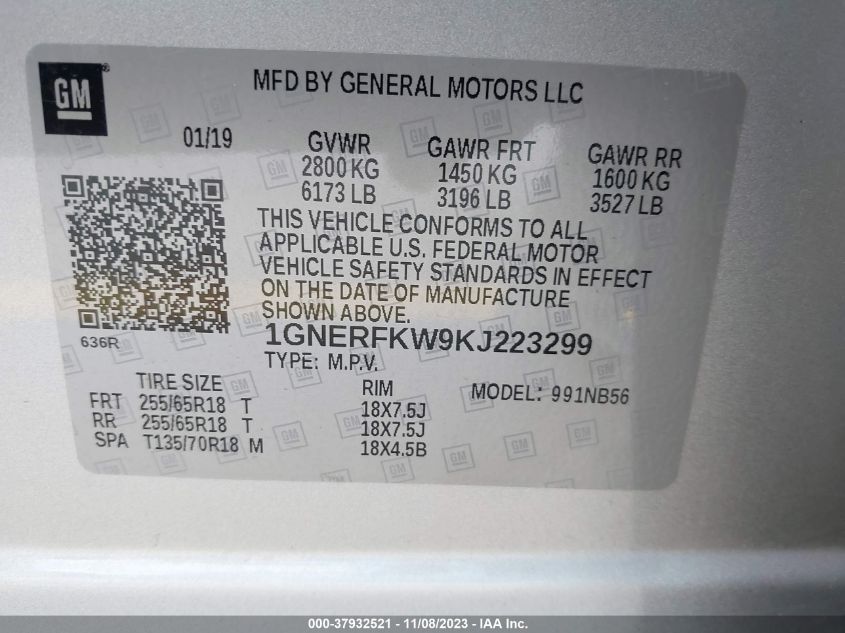 GM®
MFD BY GENERAL MOTORS LLC
01/19
GVWR
2800 KG
6173 LB
GAWR FRT
1450 KG
3196 LB
GAWR RR
1600 KG
3527 LB
THIS VEHICLE CONFORMS TO ALL
APPLICABLE U.S. FEDERAL MOTOR
VEHICLE SAFETY STANDARDS IN EFFECT
ON THE DATE OF MANUFACTURE
SHOWN ABOVE.
636R
1GNERFKW9KJ223299
TYPE: M.P.V.
MODEL: 991NB56
TIRE SIZE RIM
FRT 255/65R18 T 18X7.5J
RR 255/65R18 T 18X7.5J
SPA T135/70R18 M 18X4.5B
000-37932521 - 11/08/2023 - IAA Inc.